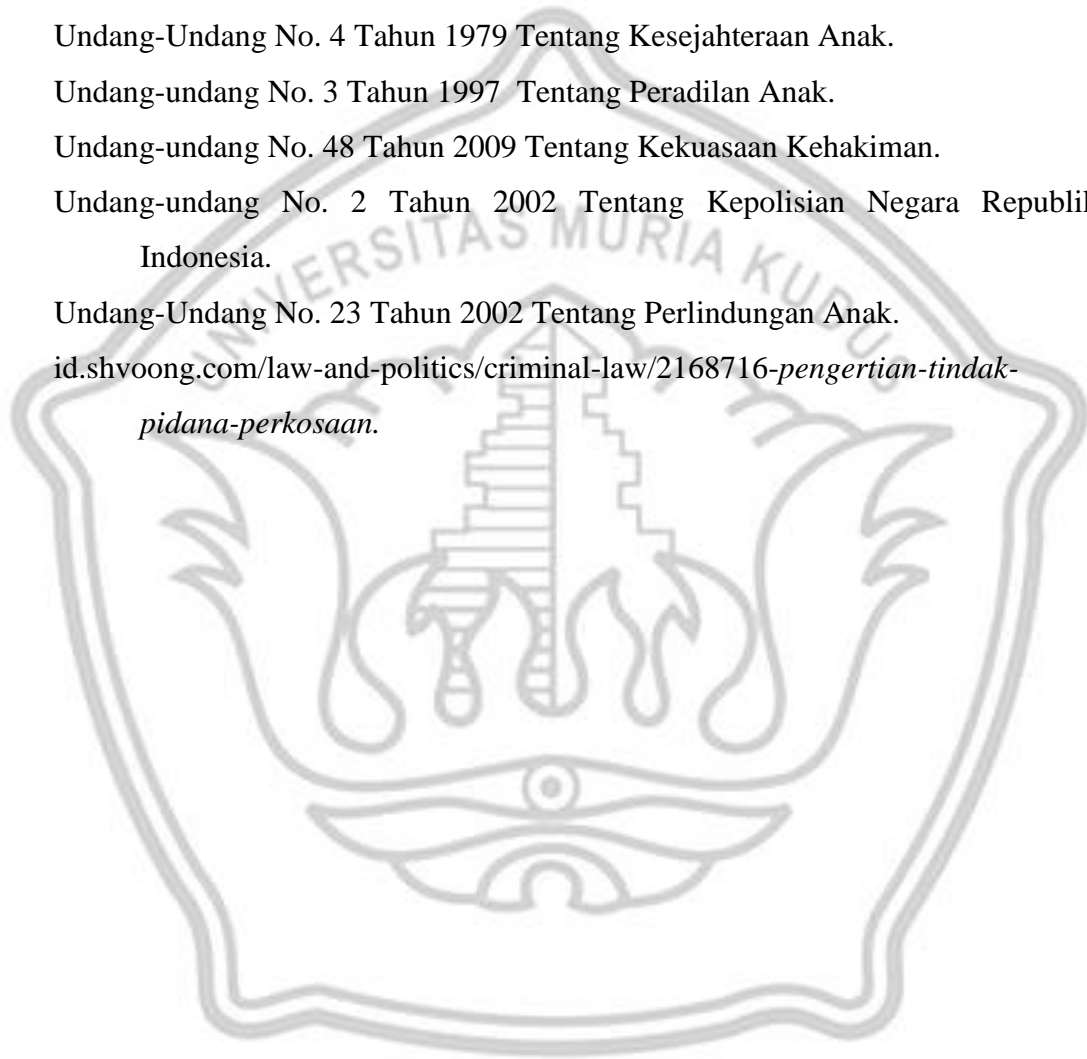 Undang-Undang No. 4 Tahun 1979 Tentang Kesejahteraan Anak.
Undang-undang No. 3 Tahun 1997 Tentang Peradilan Anak.
Undang-undang No. 48 Tahun 2009 Tentang Kekuasaan Kehakiman.
Undang-undang No. 2 Tahun 2002 Tentang Kepolisian Negara Republik
Indonesia.
UNIVERSITAS MURIA KUDUS
Undang-Undang No. 23 Tahun 2002 Tentang Perlindungan Anak.
id.shvoong.com/law-and-politics/criminal-law/2168716-pengertian-tindak-
pidana-perkosaan.